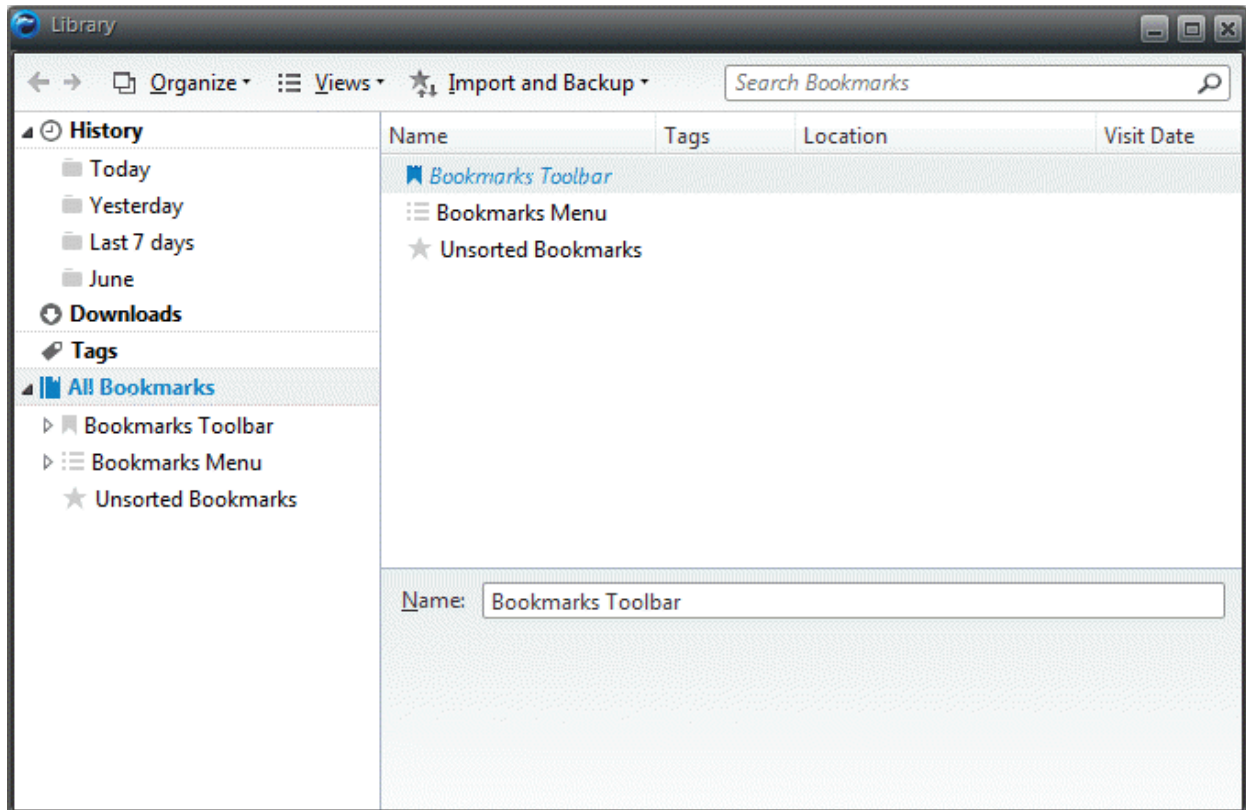 Library
Organize Views Import and Backup Search Bookmarks
History
Today
Yesterday
Last 7 days
June
Downloads
Tags
All Bookmarks
Bookmarks Toolbar
Bookmarks Menu
Unsorted Bookmarks
Name Tags Location Visit Date
Bookmarks Toolbar
Bookmarks Menu
Unsorted Bookmarks
Name: Bookmarks Toolbar